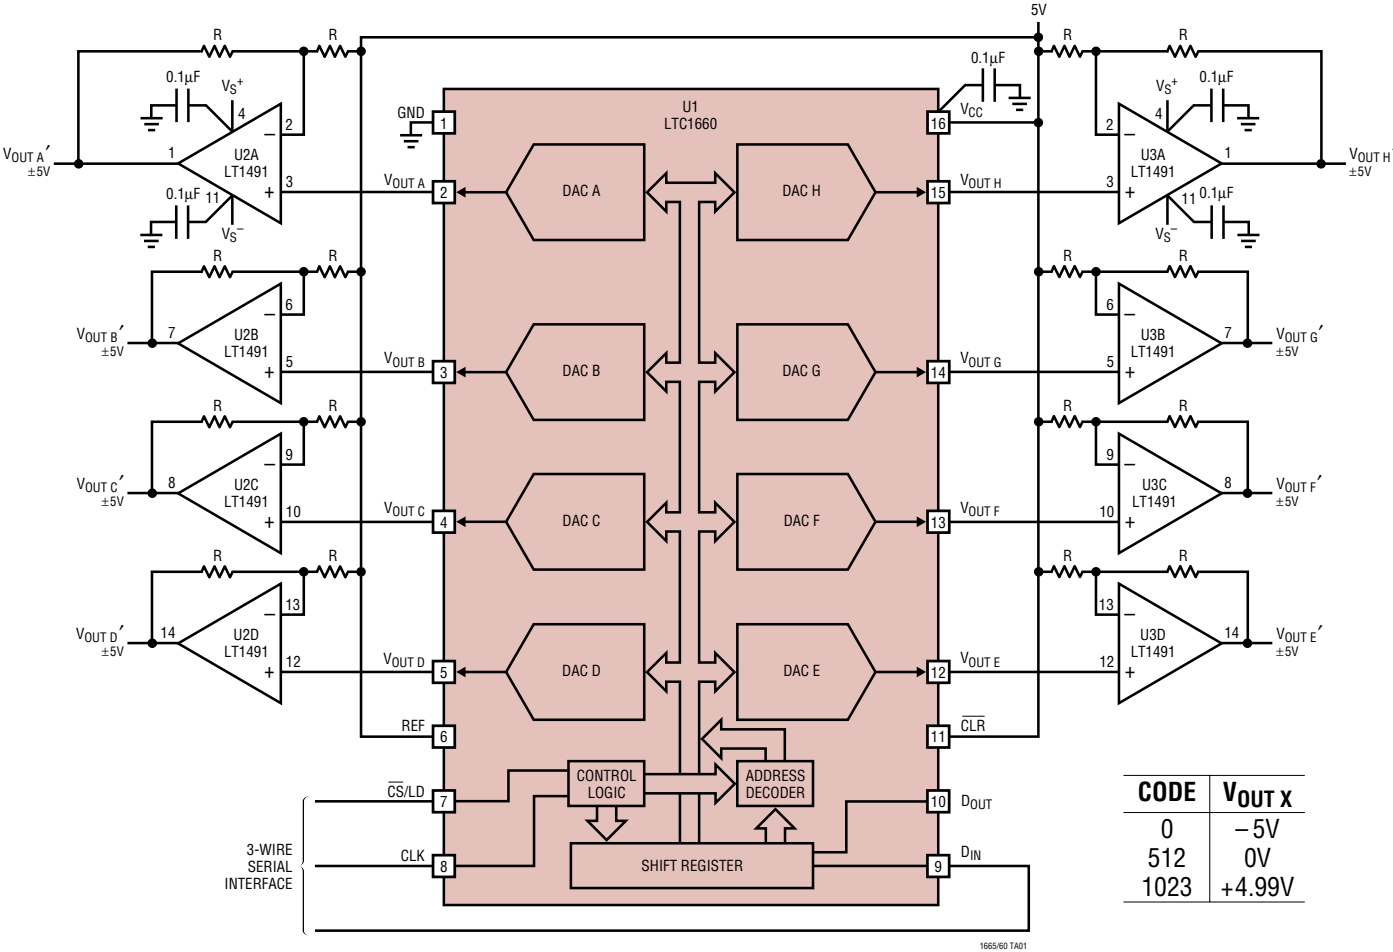 5V
R R R R
0.1µF
VS+
4
2
1
VOUT A′
±5V
U2A
LT1491
−
+
3
0.1µF
11
VS−
GND
1
U1
LTC1660
0.1µF
VCC
16
VS+
4
0.1µF
2
U3A
LT1491
−
+
1
VOUT H′
±5V
3
11
0.1µF
VS−
VOUT A
2
DAC A
DAC H
15
VOUT H
R R R R
6
VOUT B′
±5V
7
U2B
LT1491
−
+
5
VOUT B
3
DAC B
DAC G
14
VOUT G
6
U3B
LT1491
−
+
7
VOUT G′
±5V
5
R R R R
9
VOUT C′
±5V
8
U2C
LT1491
−
+
10
VOUT C
4
DAC C
DAC F
13
VOUT F
9
U3C
LT1491
−
+
8
VOUT F′
±5V
10
R R R R
13
VOUT D′
±5V
14
U2D
LT1491
−
+
12
VOUT D
5
DAC D
DAC E
12
VOUT E
13
U3D
LT1491
−
+
14
VOUT E′
±5V
12
REF
6
11
CLR
CONTROL
LOGIC
ADDRESS
DECODER
CS/LD
7
10
DOUT
3-WIRE
SERIAL
INTERFACE
CLK
8
SHIFT REGISTER
9
DIN
CODE VOUT X
0 −5V
512 0V
1023 +4.99V
1665/60 TA01